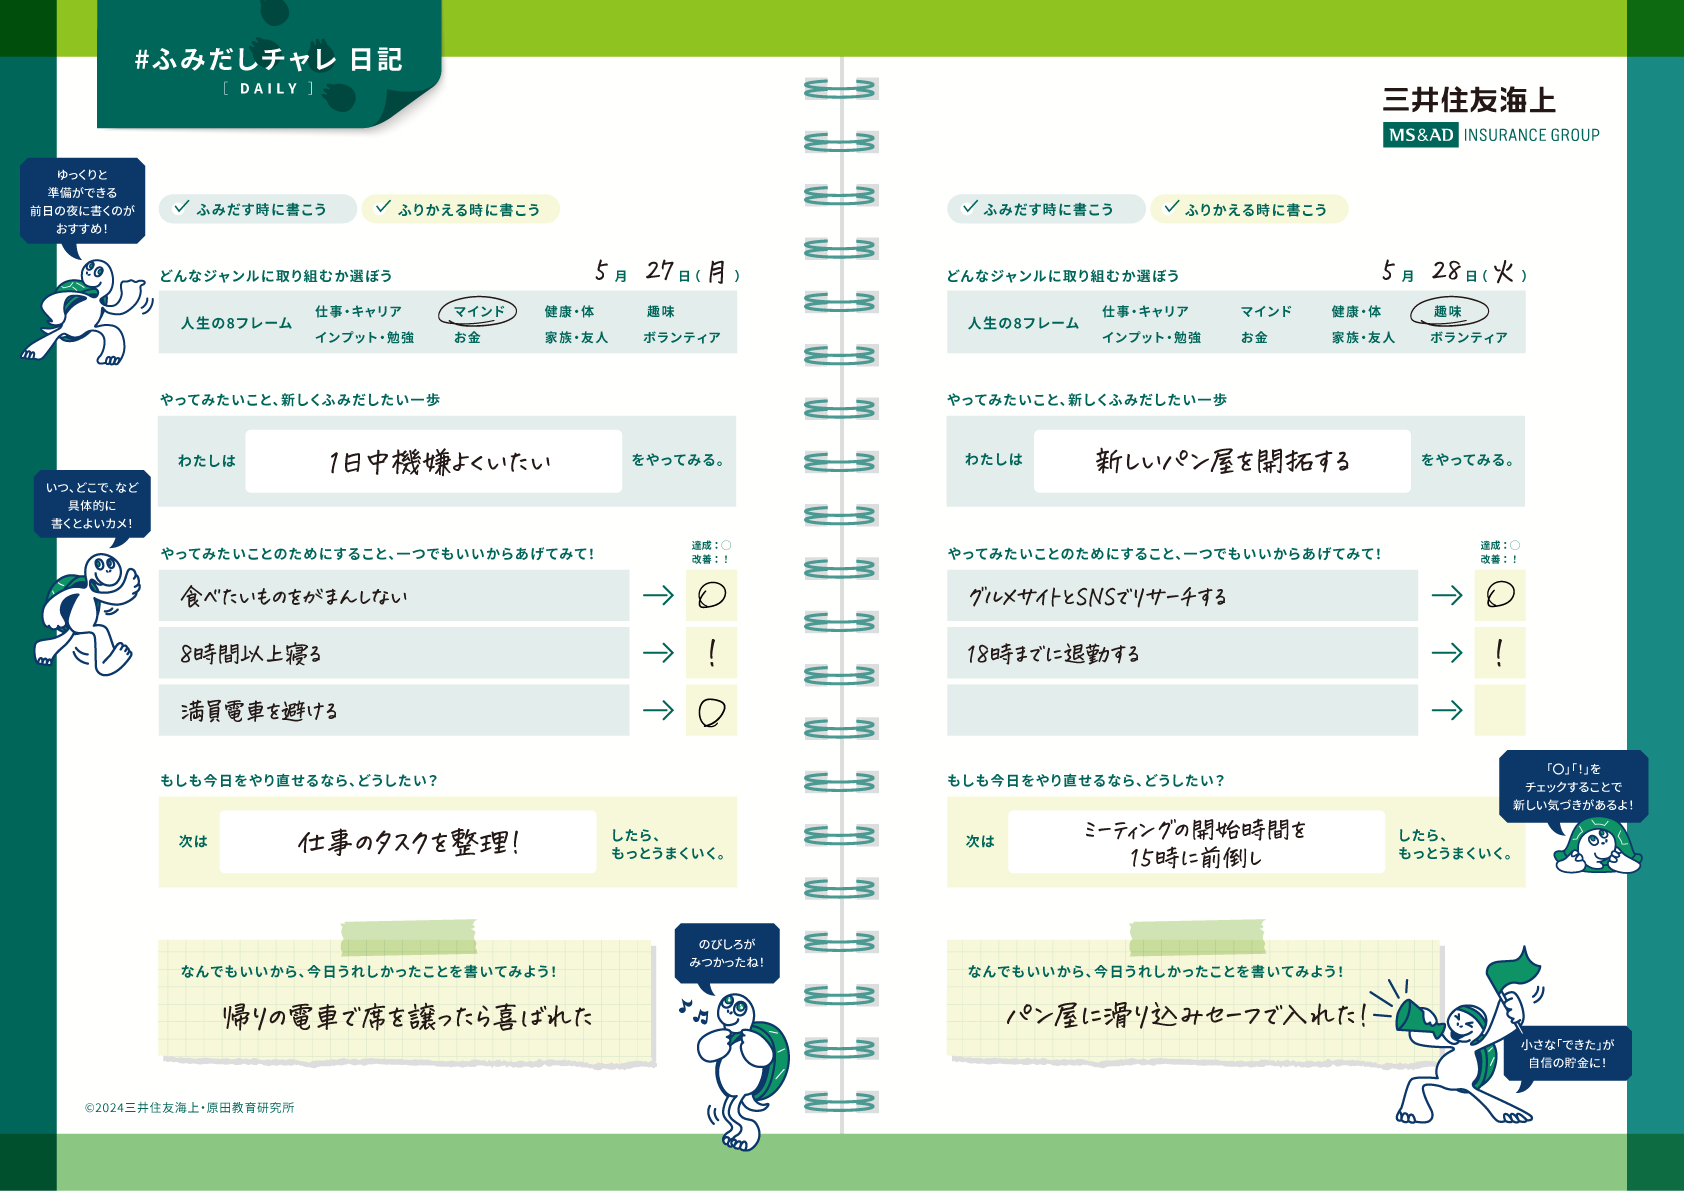 #ふみだしチャレ 日記
[ DAILY ]
三井住友海上
MS&AD INSURANCE GROUP
ゆっくりと
準備ができる
前日の夜に書くのが
おすすめ！
ふみだす時に書こう
ふりかえる時に書こう
どんなジャンルに取り組むか選ぼう
5月 27日(月)
人生の8フレーム
仕事・キャリア マインド 健康・体 趣味
インプット・勉強 お金 家族・友人 ボランティア
やってみたいこと、新しくふみだしたい一歩
わたしは 1日中機嫌よくいたい をやってみる。
いつ、どこで、など
具体的に
書くとよいカメ！
やってみたいことのためにすること、一つでもいいからあげてみて！
達成：○
改善：！
食べたいものをがまんしない → ○
8時間以上寝る → ！
満員電車を避ける → ○
もしも今日をやり直せるなら、どうしたい？
次は 仕事のタスクを整理！ したら、
もっとうまくいく。
なんでもいいから、今日うれしかったことを書いてみよう！
帰りの電車で席を譲ったら喜ばれた
のびしろが
みつかったね！
©2024三井住友海上・原田教育研究所
ふみだす時に書こう
ふりかえる時に書こう
どんなジャンルに取り組むか選ぼう
5月 28日(火)
人生の8フレーム
仕事・キャリア マインド 健康・体 趣味
インプット・勉強 お金 家族・友人 ボランティア
やってみたいこと、新しくふみだしたい一歩
わたしは 新しいパン屋を開拓する をやってみる。
やってみたいことのためにすること、一つでもいいからあげてみて！
達成：○
改善：！
グルメサイトとSNSでリサーチする → ○
18時までに退勤する → ！
→
もしも今日をやり直せるなら、どうしたい？
「○」「！」を
チェックすることで
新しい気づきがあるよ！
次は ミーティングの開始時間を
15時に前倒し したら、
もっとうまくいく。
なんでもいいから、今日うれしかったことを書いてみよう！
パン屋に滑り込みセーフで入れた！
小さな「できた」が
自信の貯金に！